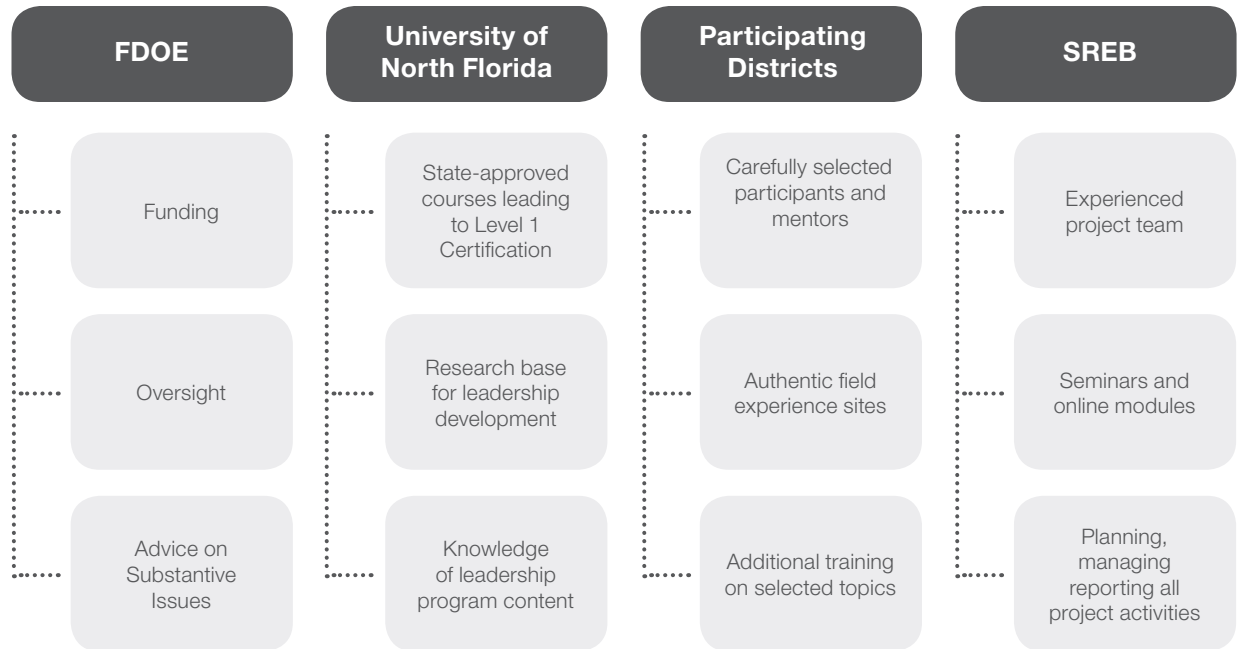 FDOE
Funding
Oversight
Advice on
Substantive
Issues
University of
North Florida
State-approved
courses leading
to Level 1
Certification
Research base
for leadership
development
Knowledge
of leadership
program content
Participating
Districts
Carefully selected
participants and
mentors
Authentic field
experience sites
Additional training
on selected topics
SREB
Experienced
project team
Seminars and
online modules
Planning,
managing
reporting all
project activities